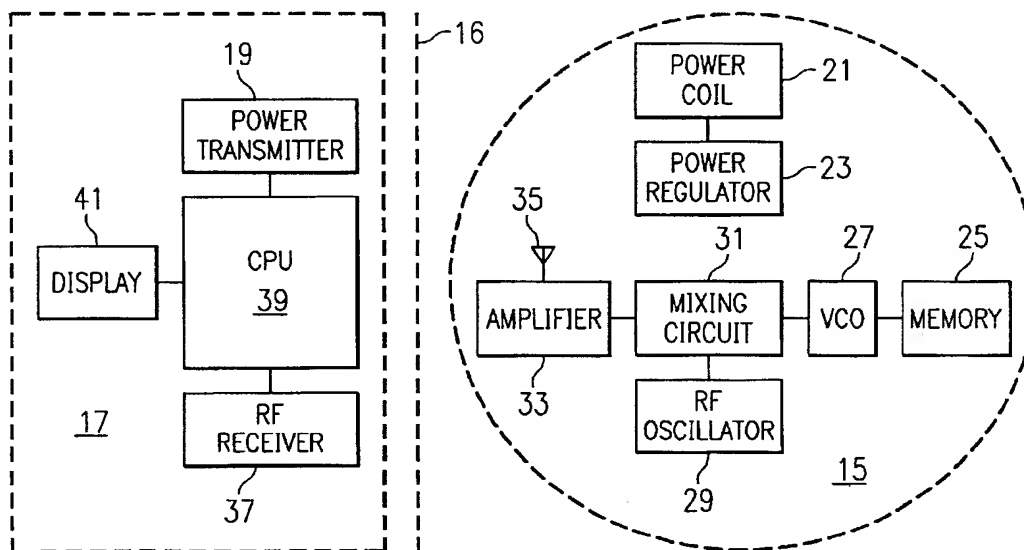 16
19
POWER
TRANSMITTER
41
DISPLAY
CPU
39
17
RF
RECEIVER
37
POWER
COIL
21
POWER
REGULATOR
23
35
31
27
25
AMPLIFIER
MIXING
CIRCUIT
VCO
MEMORY
33
RF
OSCILLATOR
29
15